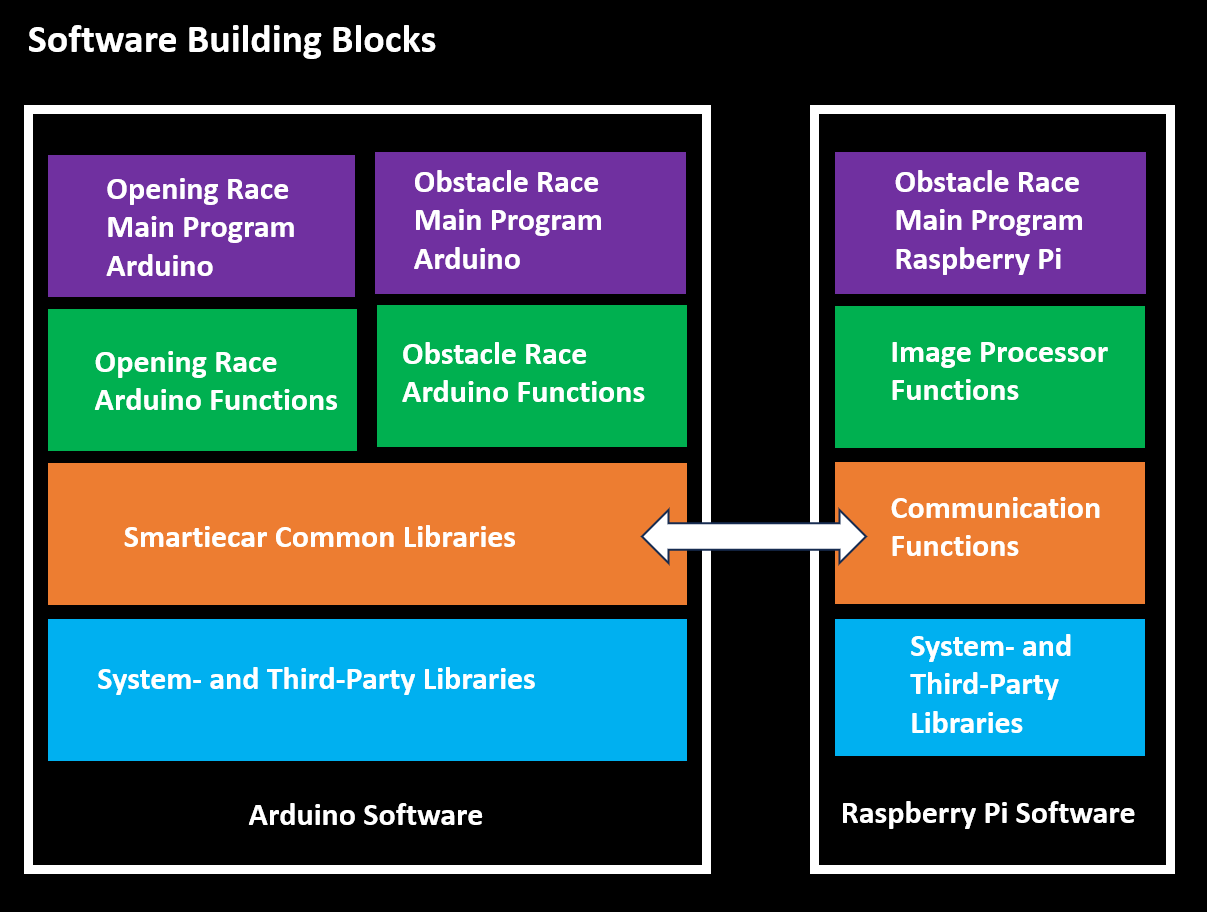 Software Building Blocks
Opening Race
Main Program
Arduino
Obstacle Race
Main Program
Arduino
Opening Race
Arduino Functions
Obstacle Race
Arduino Functions
Smartiecar Common Libraries
System- and Third-Party Libraries
Arduino Software
Obstacle Race
Main Program
Raspberry Pi
Image Processor
Functions
Communication
Functions
System- and
Third-Party
Libraries
Raspberry Pi Software